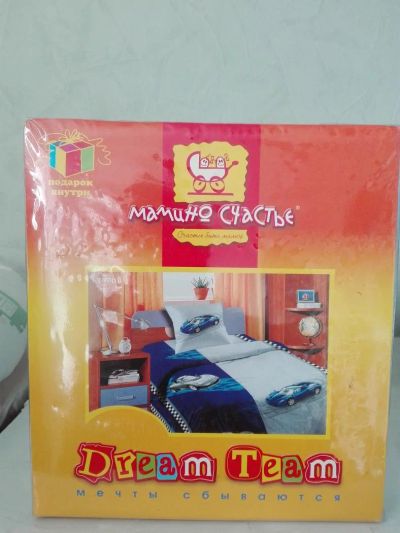 подарок
внутри
мамино счастье®
Dream Team
мечты сбываются